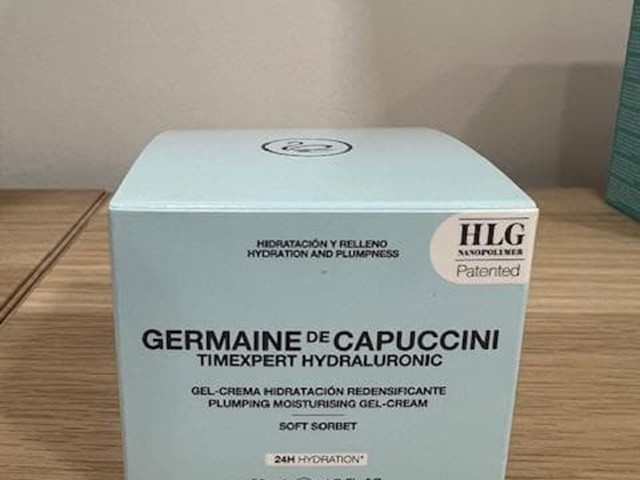 HIDRATACIÓN Y RELLENO
HYDRATION AND PLUMPNESS
HLG
NANOPOLYMER
Patented
GERMAINE DE CAPUCCINI
TIMEXPERT HYDRALURONIC
GEL-CREMA HIDRATACIÓN REDENSIFICANTE
PLUMPING MOISTURISING GEL-CREAM
SOFT SORBET
24H HYDRATION*